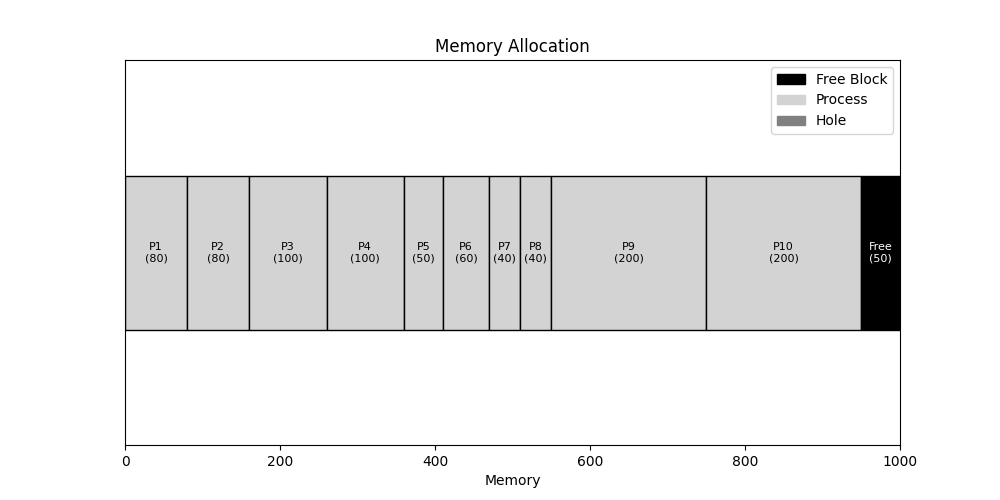 Memory Allocation
Free Block
Process
Hole
P1
(80)
P2
(80)
P3
(100)
P4
(100)
P5
(50)
P6
(60)
P7
(40)
P8
(40)
P9
(200)
P10
(200)
Free
(50)
0 200 400 600 800 1000
Memory